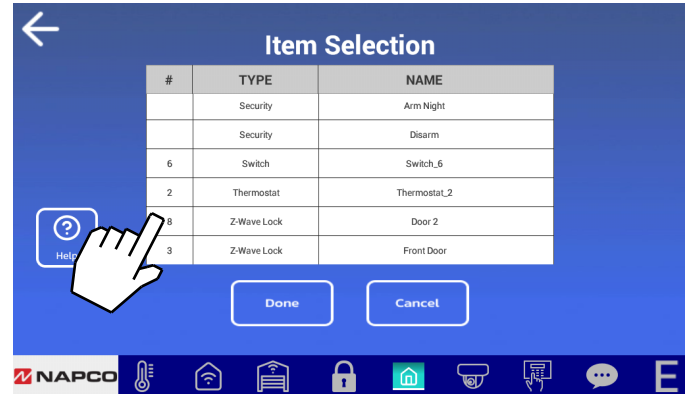 Item Selection
# TYPE NAME
Security Arm Night
Security Disarm
6 Switch Switch_6
2 Thermostat Thermostat_2
8 Z-Wave Lock Door 2
3 Z-Wave Lock Front Door
Help
Done Cancel
NAPCO E